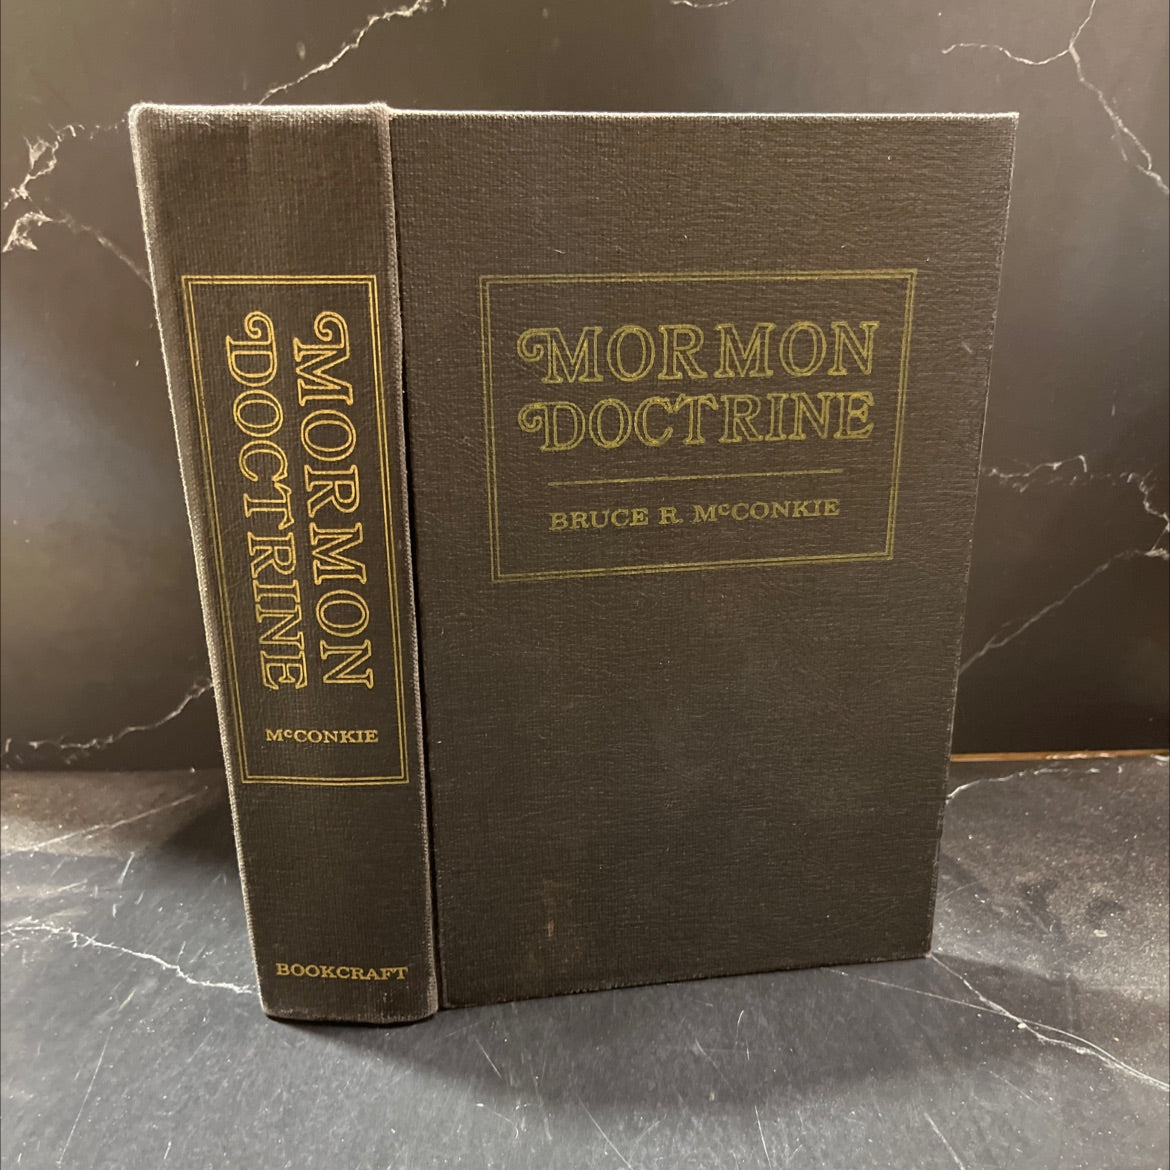 MORMON
DOCTRINE
McCONKIE
BOOKCRAFT
MORMON
DOCTRINE
BRUCE R. McCONKIE